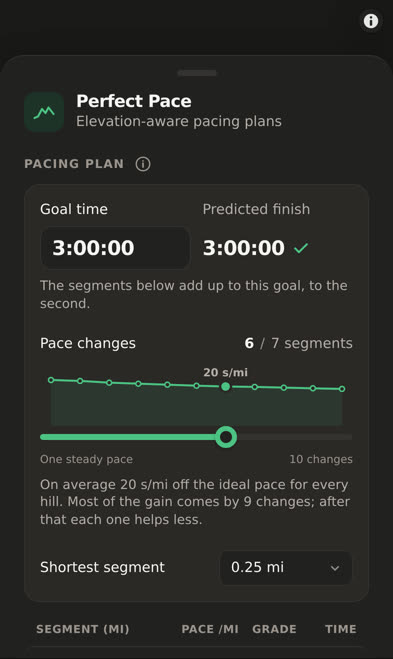 Perfect Pace
Elevation-aware pacing plans
PACING PLAN
Goal time
Predicted finish
3:00:00
3:00:00
The segments below add up to this goal, to the
second.
Pace changes
6 / 7 segments
20 s/mi
One steady pace
10 changes
On average 20 s/mi off the ideal pace for every
hill. Most of the gain comes by 9 changes; after
that each one helps less.
Shortest segment
0.25 mi
SEGMENT (MI) PACE /MI GRADE TIME